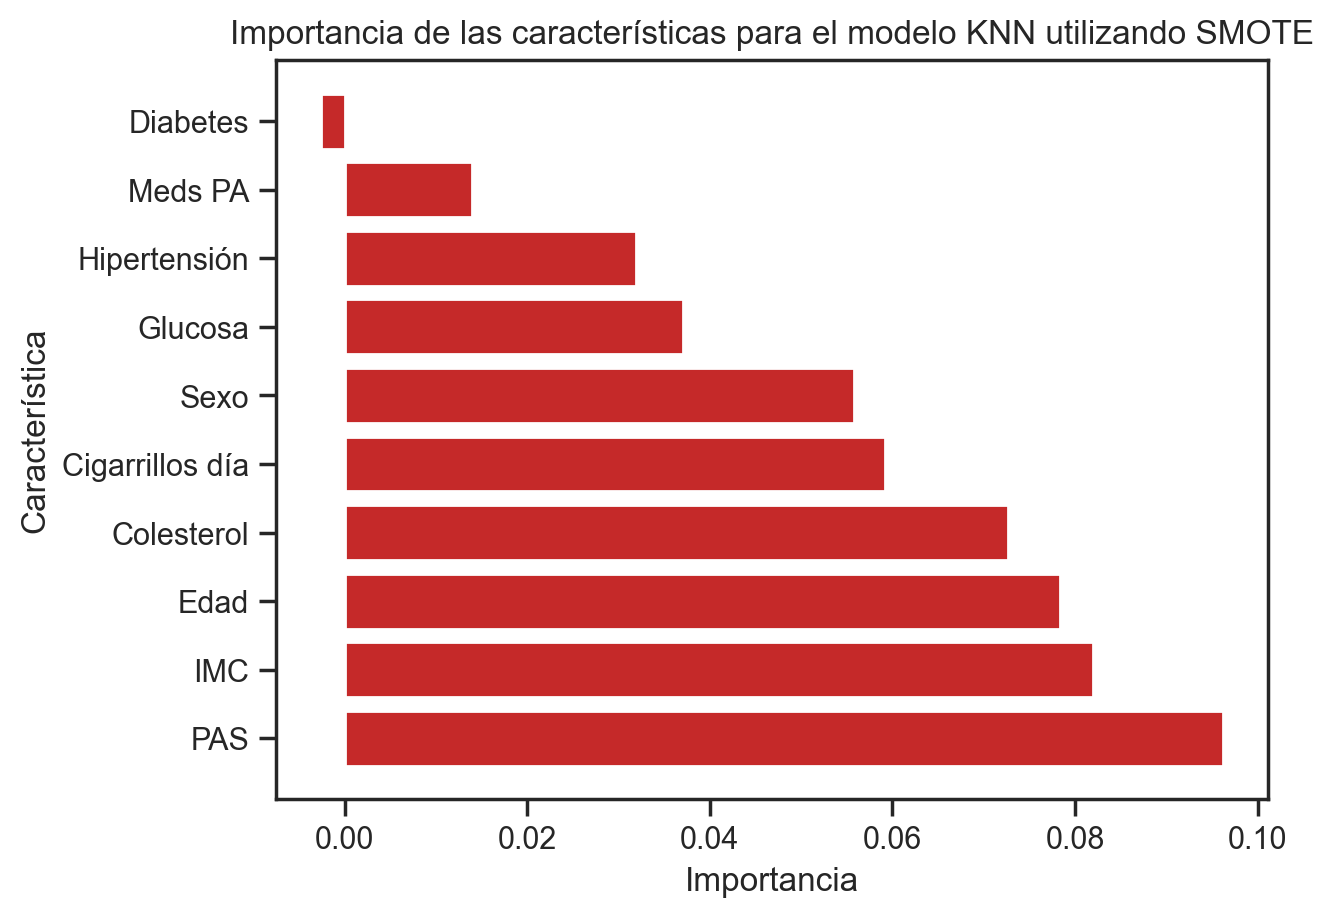 Importancia de las características para el modelo KNN utilizando SMOTE
Característica
Diabetes
Meds PA
Hipertensión
Glucosa
Sexo
Cigarrillos día
Colesterol
Edad
IMC
PAS
0.00 0.02 0.04 0.06 0.08 0.10
Importancia